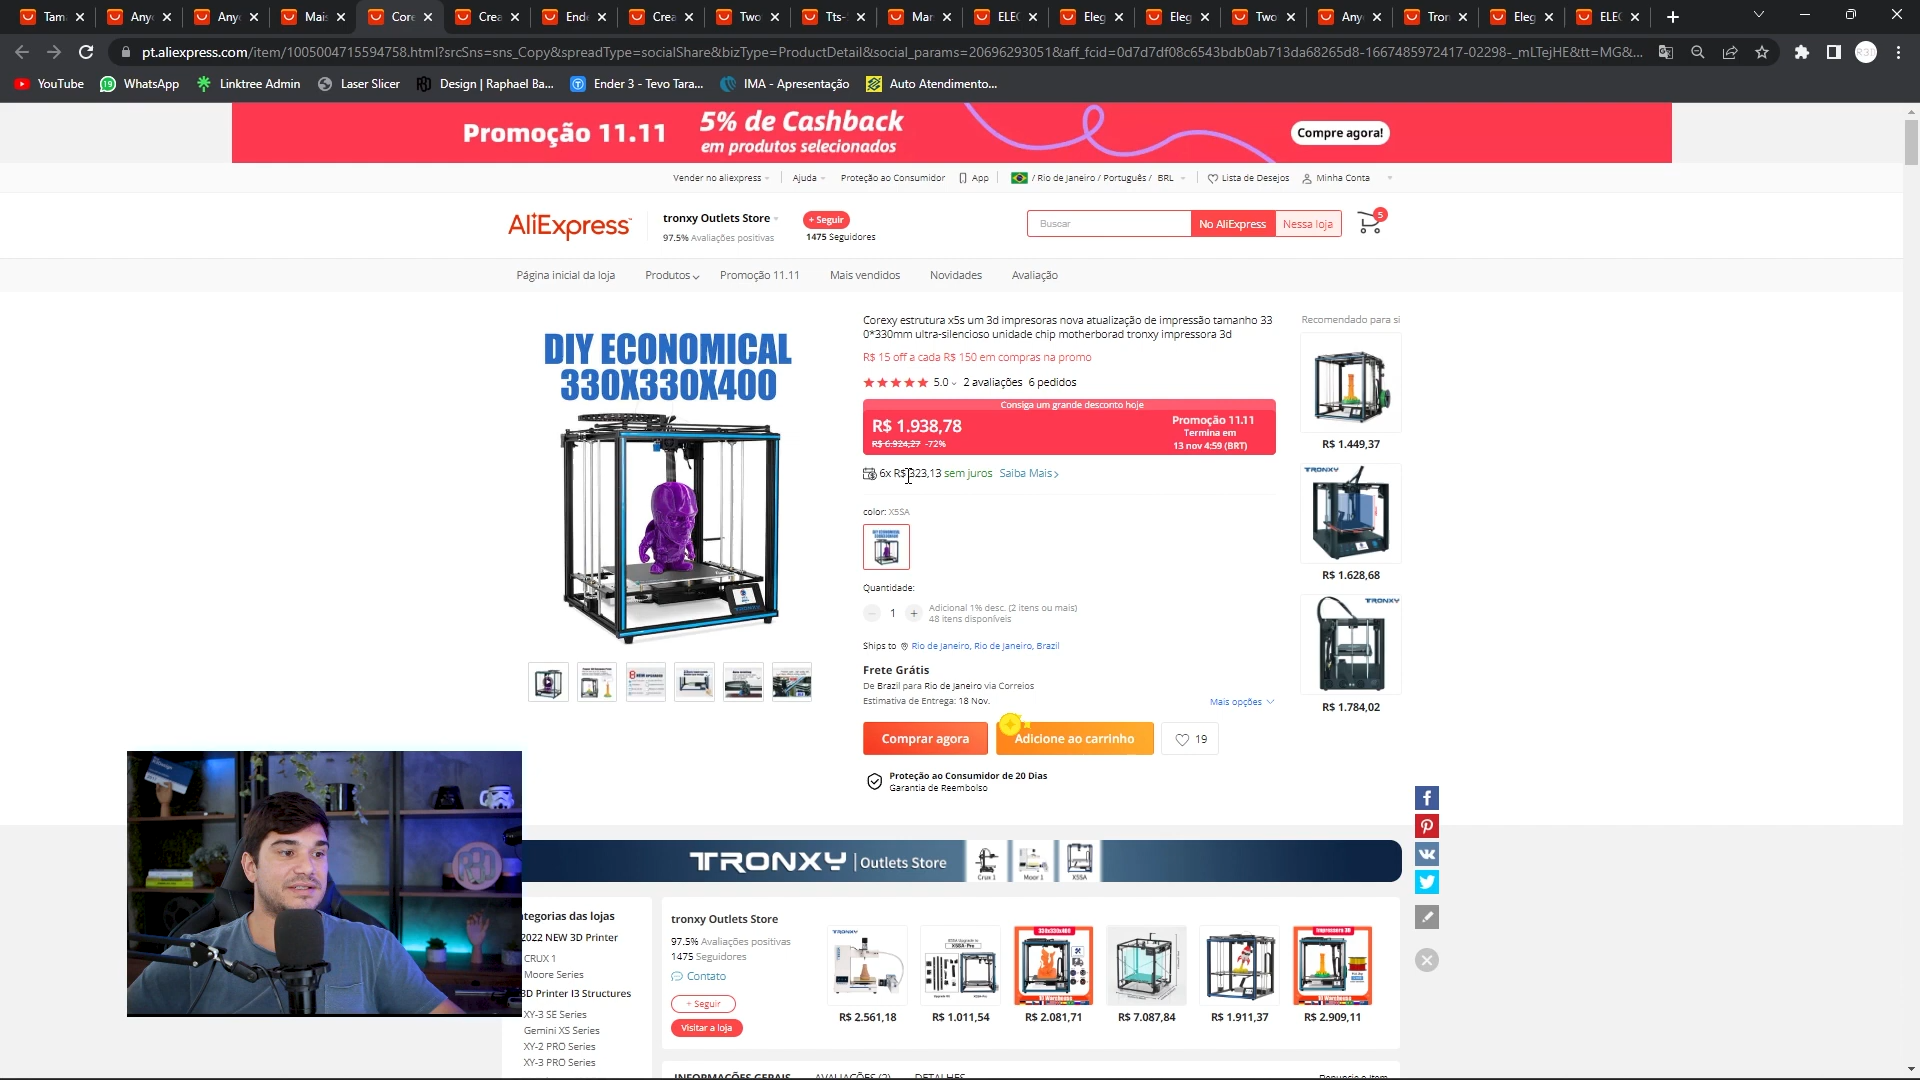 Tam
Any
Any
Mais
Core
Crea
Ende
Crea
Two
Tts-
Mar
ELEC
Eleg
Eleg
Two
Any
Tron
Eleg
ELEC
pt.aliexpress.com/item/1005004715594758.html?srcSns=sns_Copy&spreadType=socialShare&bizType=ProductDetail&social_params=20696293051&aff_fcid=0d7d7df08c6543bdb0ab713da68265d8-1667485972417-02298-_mLTejHE&tt=MG&...
YouTube
WhatsApp
Linktree Admin
Laser Slicer
Design | Raphael Ba...
Ender 3 - Tevo Tara...
IMA - Apresentação
Auto Atendimento...
Promoção 11.11
5% de Cashback
em produtos selecionados
Compre agora!
Vender no aliexpress
Ajuda
Proteção ao Consumidor
App
/ Rio de Janeiro / Português / BRL
Lista de Desejos
Minha Conta
AliExpress
tronxy Outlets Store
97.5% Avaliações positivas
+ Seguir
1475 Seguidores
Buscar
No AliExpress
Nessa loja
5
Página inicial da loja
Produtos
Promoção 11.11
Mais vendidos
Novidades
Avaliação
DIY ECONOMICAL
330X330X400
TRONXY
Corexy estrutura x5s um 3d impresoras nova atualização de impressão tamanho 33
0*330mm ultra-silencioso unidade chip motherborad tronxy impressora 3d
R$ 15 off a cada R$ 150 em compras na promo
5.0 2 avaliações 6 pedidos
Consiga um grande desconto hoje
R$ 1.938,78
R$ 6.924,27 -72%
Promoção 11.11
Termina em
13 nov 4:59 (BRT)
6x R$ 323,13 sem juros Saiba Mais
color: X5SA
Quantidade:
1
Adicional 1% desc. (2 itens ou mais)
48 itens disponíveis
Ships to Rio de Janeiro, Rio de Janeiro, Brazil
Frete Grátis
De Brazil para Rio de Janeiro via Correios
Estimativa de Entrega: 18 Nov.
Mais opções
Comprar agora
Adicione ao carrinho
19
Proteção ao Consumidor de 20 Dias
Garantia de Reembolso
Recomendado para si
R$ 1.449,37
TRONXY
R$ 1.628,68
TRONXY
R$ 1.784,02
TRONXY | Outlets Store
Crux 1
Moor 1
X5SA
tegorias das lojas
2022 NEW 3D Printer
CRUX 1
Moore Series
3D Printer I3 Structures
XY-3 SE Series
Gemini XS Series
XY-2 PRO Series
XY-3 PRO Series
tronxy Outlets Store
97.5% Avaliações positivas
1475 Seguidores
Contato
+ Seguir
Visitar a loja
TRONXY
330x330x400
Impressora 3D
R$ 2.561,18
R$ 1.011,54
R$ 2.081,71
R$ 7.087,84
R$ 1.911,37
R$ 2.909,11
INFORMAÇÕES GERAIS
AVALIAÇÕES (2)
DETALHES
Denuncie o Item